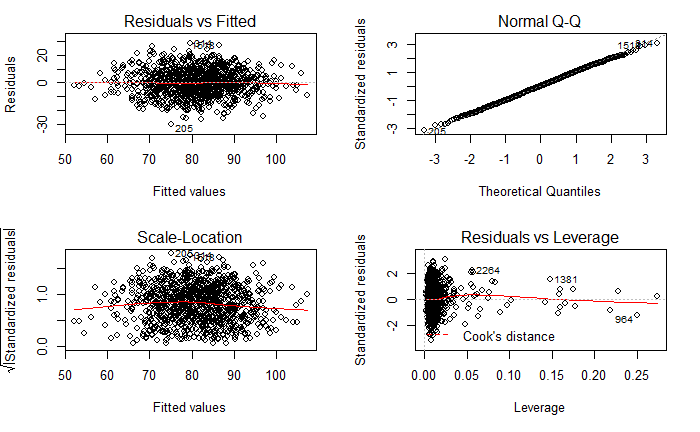 Residuals vs Fitted
Residuals
-30
0
20
205
50 60 70 80 90 100
Fitted values
Normal Q-Q
Standardized residuals
-3
-1
1
3
205
-3 -2 -1 0 1 2 3
Theoretical Quantiles
Scale-Location
√|Standardized residuals|
0.0
1.0
205
50 60 70 80 90 100
Fitted values
Residuals vs Leverage
Standardized residuals
-2
0
2
2264
1381
964
Cook's distance
0.00 0.05 0.10 0.15 0.20 0.25
Leverage